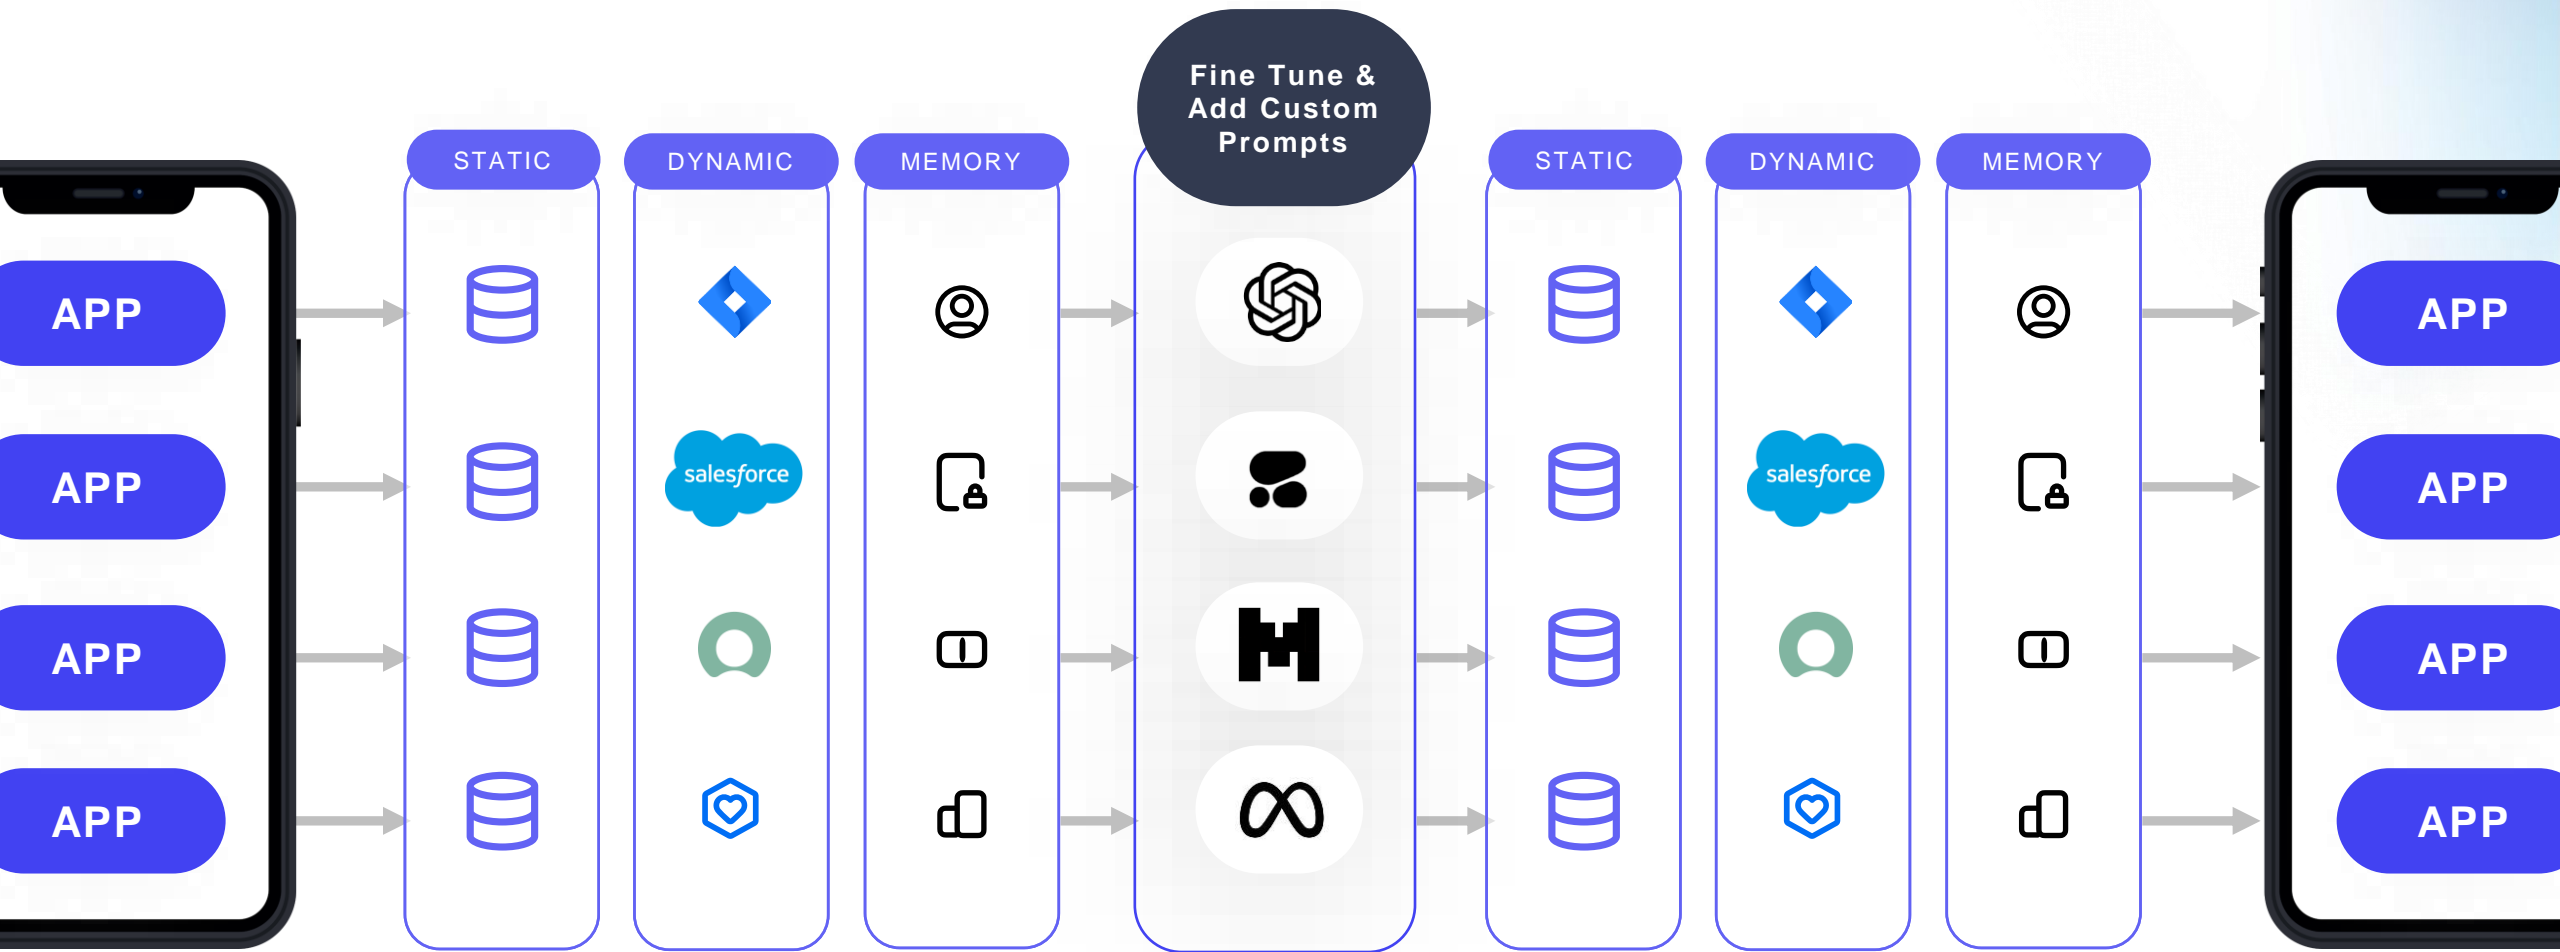 Fine Tune &
Add Custom
Prompts
STATIC
DYNAMIC
MEMORY
STATIC
DYNAMIC
MEMORY
APP
APP
salesforce
salesforce
APP
APP
APP
APP
APP
APP